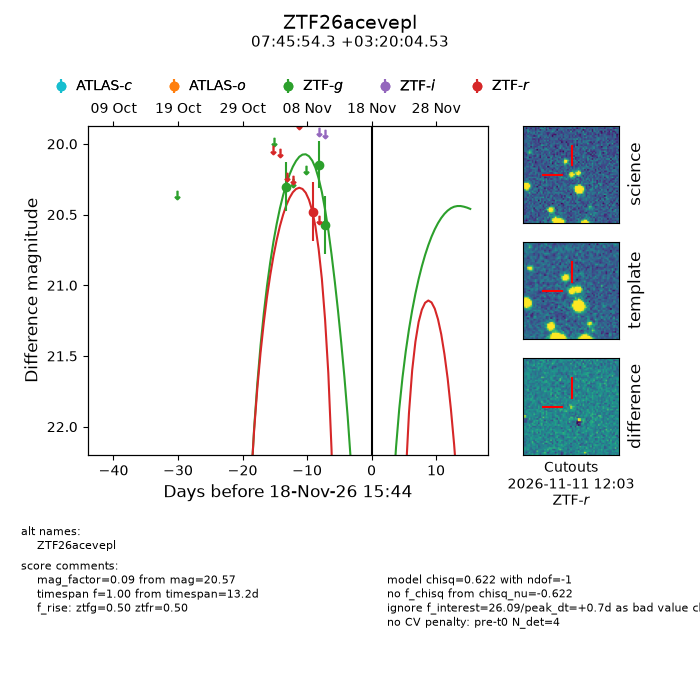 ZTF26acevepl
07:45:54.3 +03:20:04.53
ATLAS-c
ATLAS-o
ZTF-g
ZTF-i
ZTF-r
09 Oct
19 Oct
29 Oct
08 Nov
18 Nov
28 Nov
20.0
20.5
21.0
21.5
22.0
Difference magnitude
−40
−30
−20
−10
0
10
Days before 18-Nov-26 15:44
science
template
difference
Cutouts
2026-11-11 12:03
ZTF-r
alt names:
ZTF26acevepl
score comments:
mag_factor=0.09 from mag=20.57
timespan f=1.00 from timespan=13.2d
f_rise: ztfg=0.50 ztfr=0.50
model chisq=0.622 with ndof=-1
no f_chisq from chisq_nu=-0.622
ignore f_interest=26.09/peak_dt=+0.7d as bad value
no CV penalty: pre-t0 N_det=4